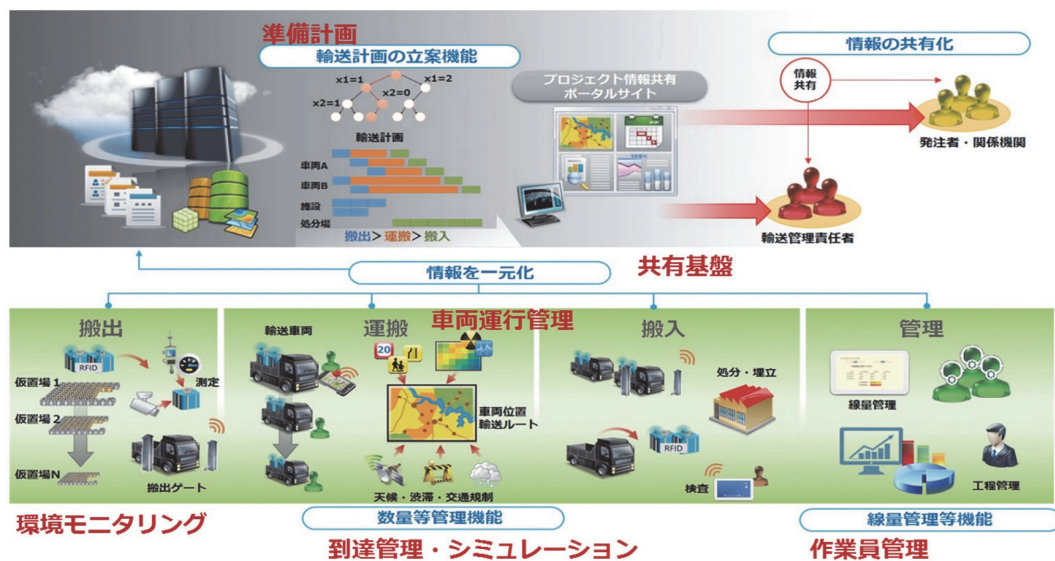 準備計画
輸送計画の立案機能
x1=1
x1=2
x2=0
x2=1
輸送計画
車両A
車両B
施設
処分場
搬出>運搬>搬入
プロジェクト情報共有
ポータルサイト
情報の共有化
情報
共有
発注者・関係機関
輸送管理責任者
共有基盤
情報を一元化
搬出
RFID
測定
仮置場1
仮置場2
仮置場N
搬出ゲート
環境モニタリング
輸送車両
運搬
車両運行管理
20
車両位置
輸送ルート
天候・渋滞・交通規制
数量等管理機能
到達管理・シミュレーション
搬入
処分・埋立
RFID
検査
管理
線量管理
工程管理
線量管理等機能
作業員管理